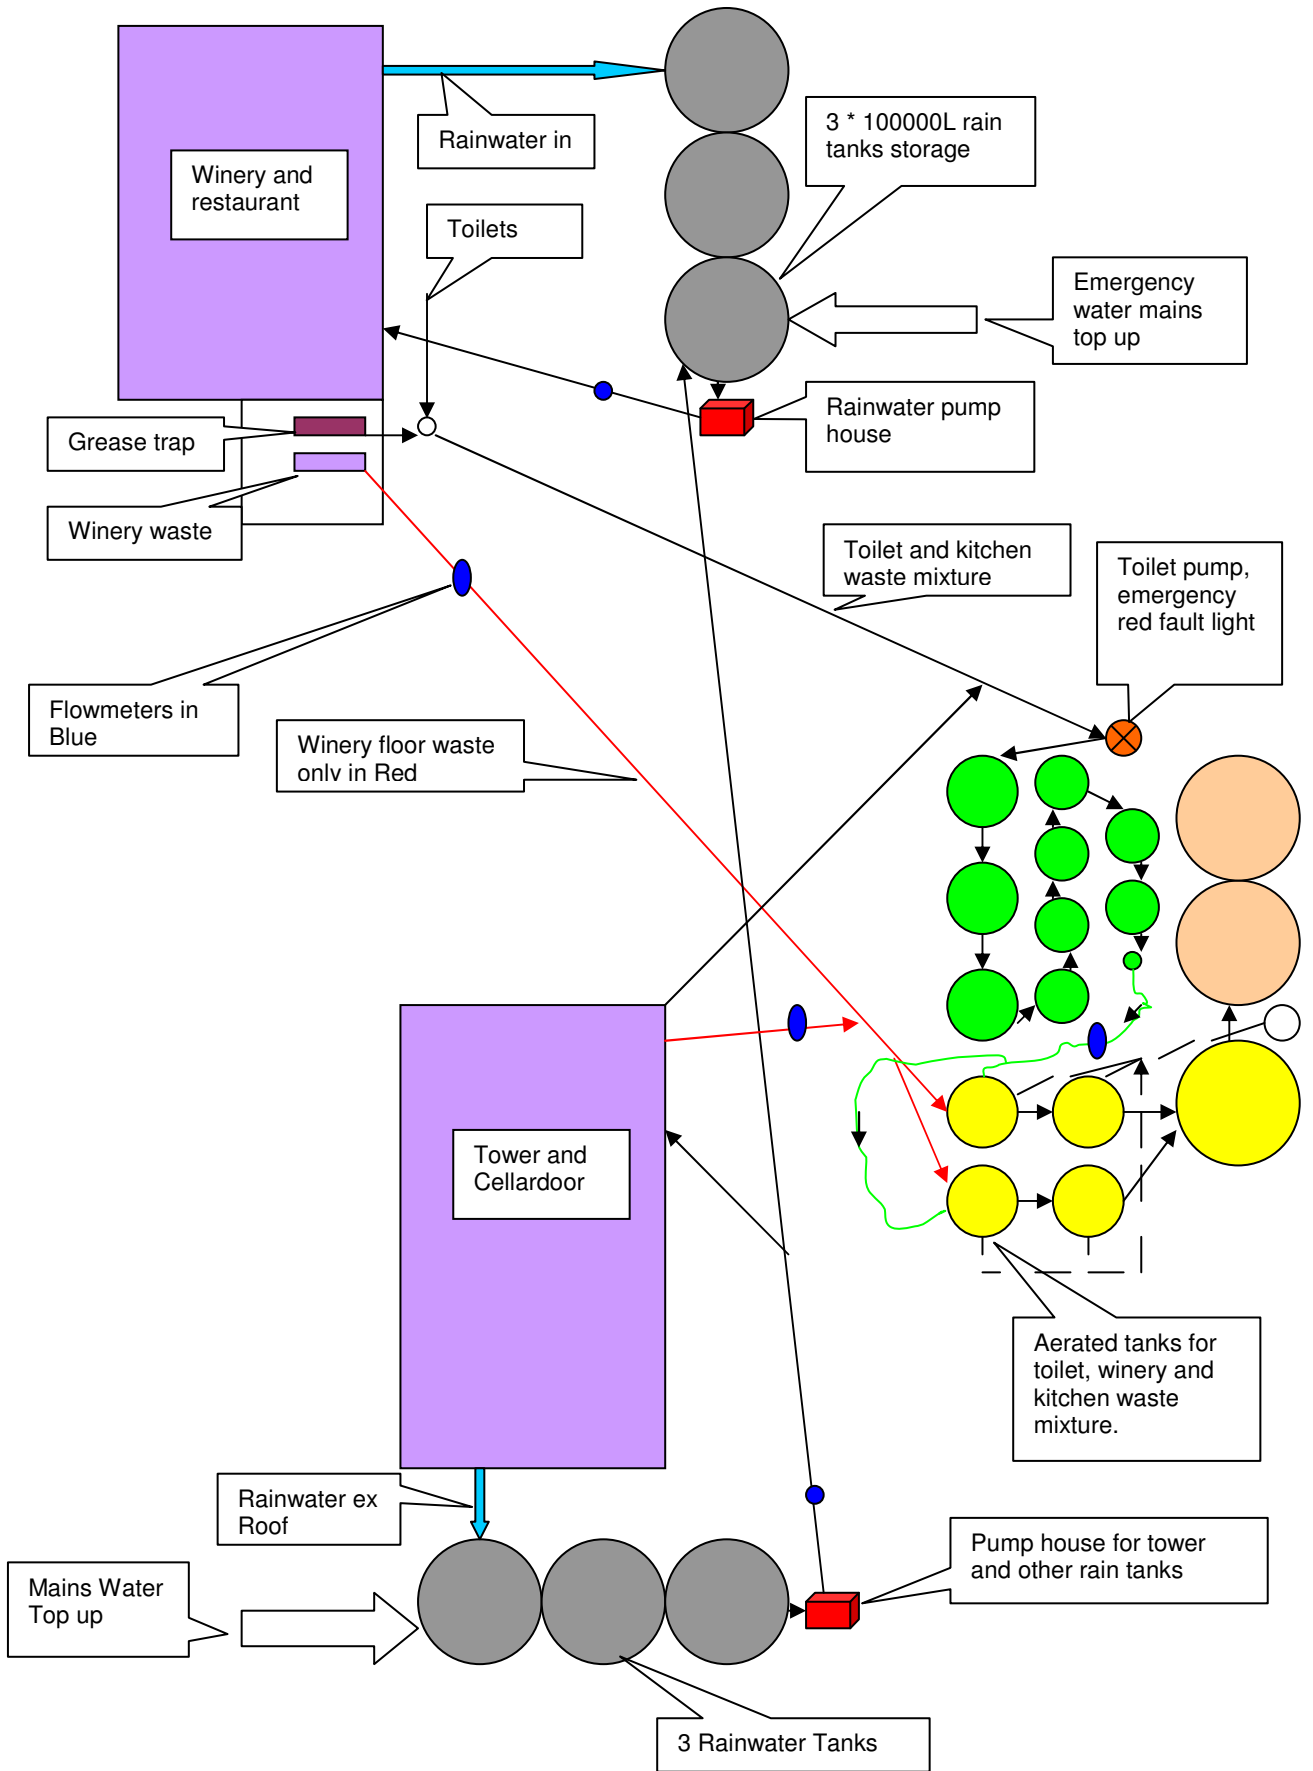 Rainwater in
3 * 100000L rain
tanks storage
Winery and
restaurant
Toilets
Emergency
water mains
top up
Rainwater pump
house
Grease trap
Winery waste
Toilet and kitchen
waste mixture
Toilet pump,
emergency
red fault light
Flowmeters in
Blue
Winery floor waste
only in Red
Tower and
Cellardoor
Aerated tanks for
toilet, winery and
kitchen waste
mixture.
Rainwater ex
Roof
Pump house for tower
and other rain tanks
Mains Water
Top up
3 Rainwater Tanks